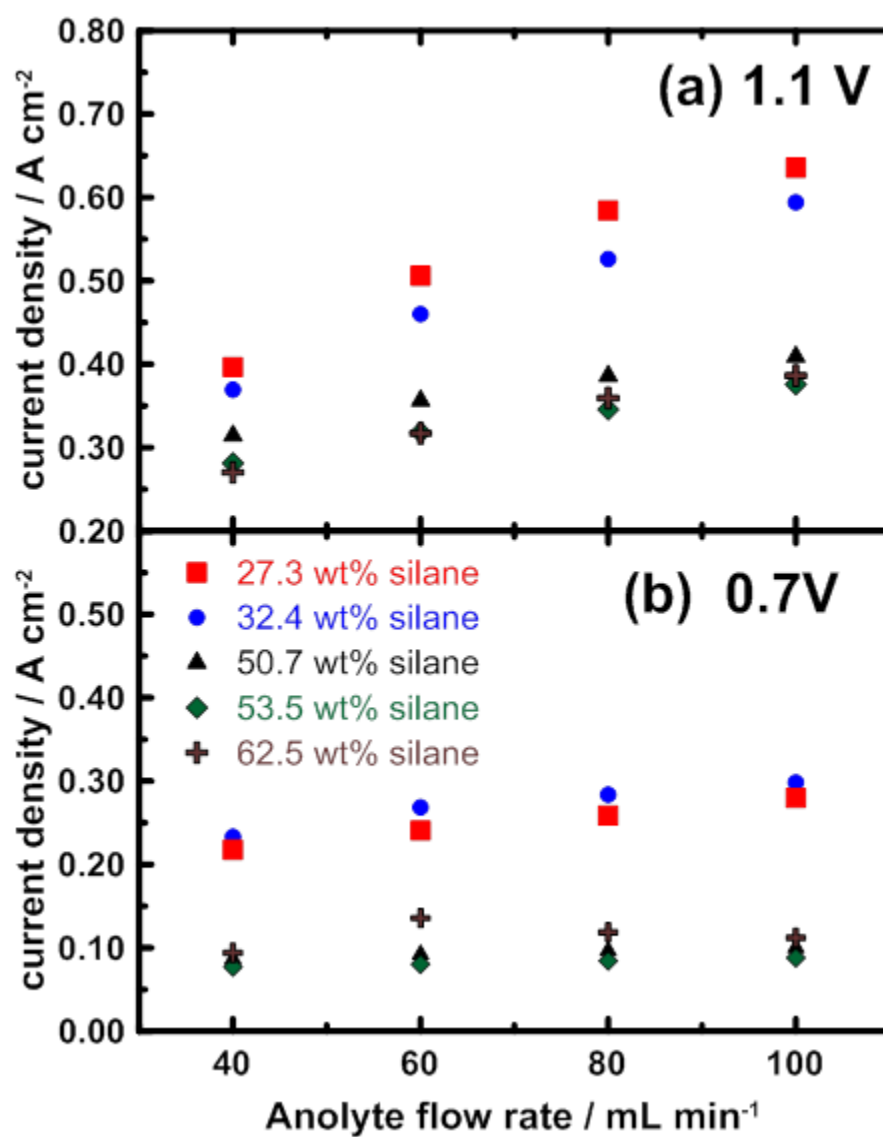 0.80
(a) 1.1 V
0.70
0.60
0.50
0.40
0.30
0.20
current density / A cm⁻²
27.3 wt% silane
(b) 0.7V
0.50
32.4 wt% silane
50.7 wt% silane
0.40
53.5 wt% silane
62.5 wt% silane
0.30
0.20
0.10
0.00
current density / A cm⁻²
40 60 80 100
Anolyte flow rate / mL min⁻¹